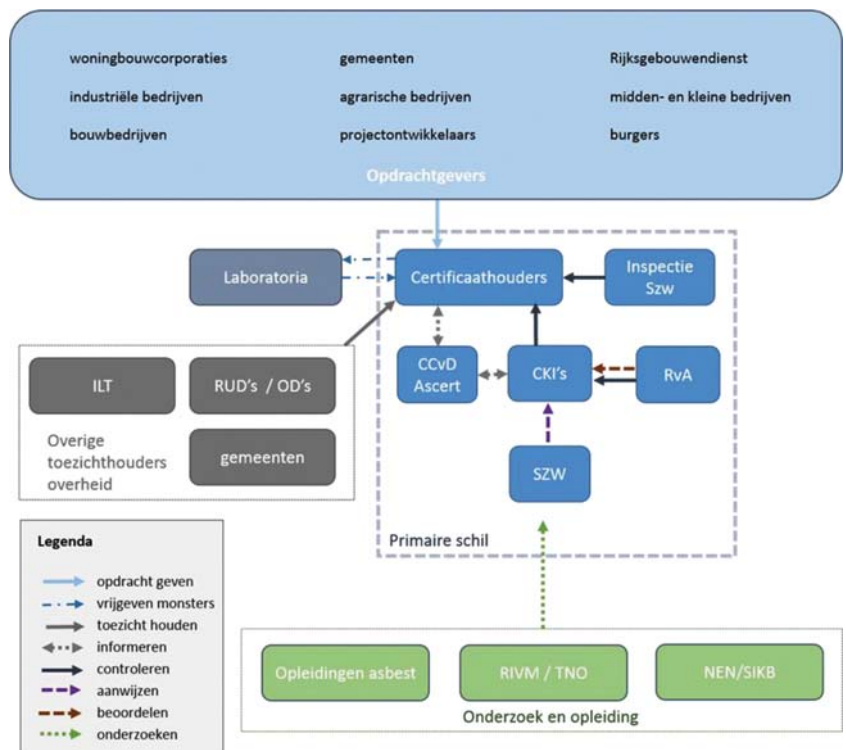 woningbouwcorporaties gemeenten Rijksgebouwendienst
industriële bedrijven agrarische bedrijven midden- en kleine bedrijven
bouwbedrijven projectontwikkelaars burgers
Opdrachtgevers
Laboratoria
Certificaathouders
Inspectie
Szw
CCvD
Ascert
CKI's
RvA
SZW
Primaire schil
ILT
RUD's / OD's
gemeenten
Overige
toezichthouders
overheid
Legenda
opdracht geven
vrijgeven monsters
toezicht houden
informeren
controleren
aanwijzen
beoordelen
onderzoeken
Opleidingen asbest
RIVM / TNO
NEN/SIKB
Onderzoek en opleiding